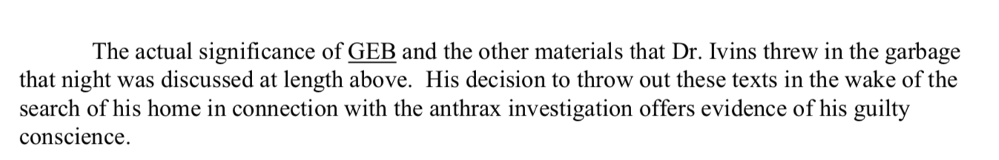 The actual significance of GEB and the other materials that Dr. Ivins threw in the garbage
that night was discussed at length above.  His decision to throw out these texts in the wake of the
search of his home in connection with the anthrax investigation offers evidence of his guilty
conscience.